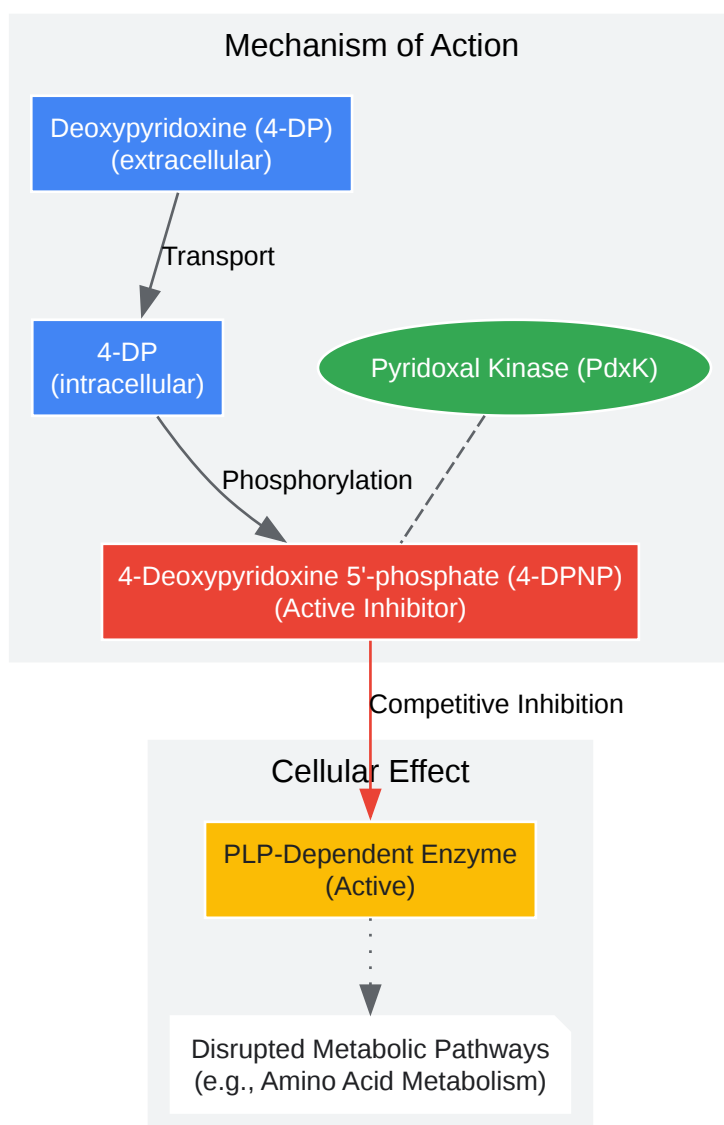 Mechanism of Action
Deoxypyridoxine (4-DP)
(extracellular)
Transport
4-DP
(intracellular)
Pyridoxal Kinase (PdxK)
Phosphorylation
4-Deoxypyridoxine 5'-phosphate (4-DPNP)
(Active Inhibitor)
Competitive Inhibition
Cellular Effect
PLP-Dependent Enzyme
(Active)
Disrupted Metabolic Pathways
(e.g., Amino Acid Metabolism)